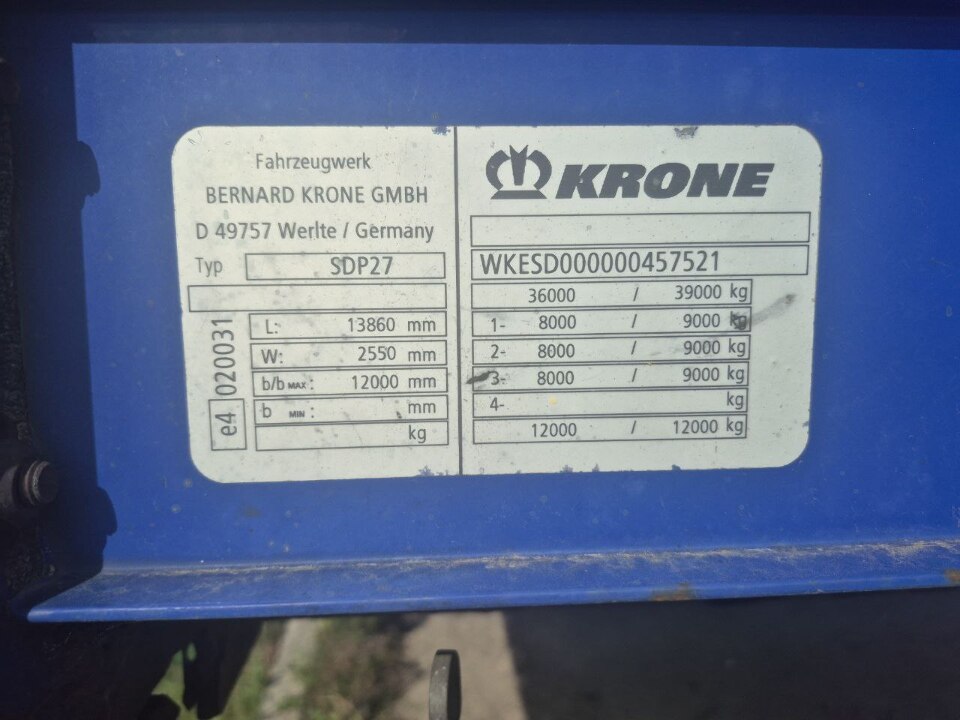 Fahrzeugwerk
BERNARD KRONE GMBH
D 49757 Werlte / Germany
Typ SDP27
L: 13860 mm
W: 2550 mm
b/b MAX : 12000 mm
b MIN : mm
kg
e4 020031
KRONE
WKESD000000457521
36000 / 39000 kg
1- 8000 / 9000 kg
2- 8000 / 9000 kg
3- 8000 / 9000 kg
4- kg
12000 / 12000 kg